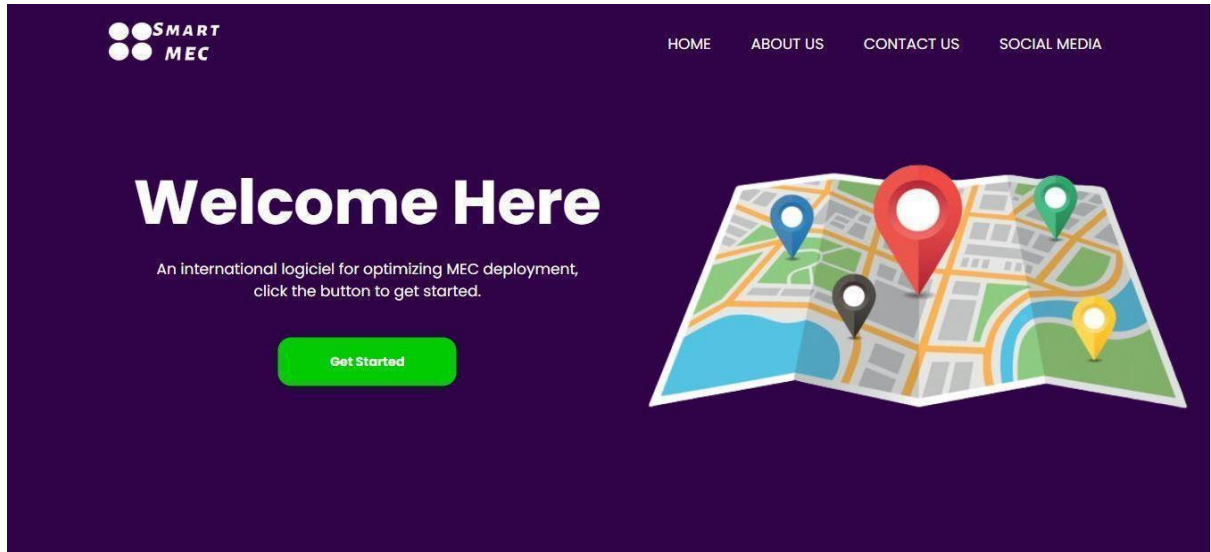 SMART
MEC
HOME ABOUT US CONTACT US SOCIAL MEDIA
Welcome Here
An international logiciel for optimizing MEC deployment,
click the button to get started.
Get Started